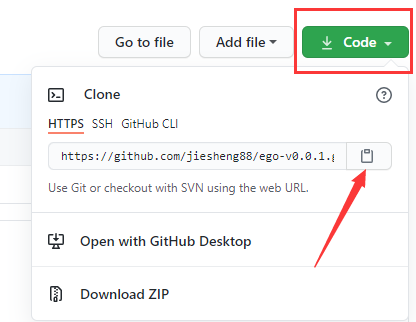 Go to file
Add file
Code
Clone
HTTPS SSH GitHub CLI
https://github.com/jiesheng88/ego-v0.0.1.g
Use Git or checkout with SVN using the web URL.
Open with GitHub Desktop
Download ZIP